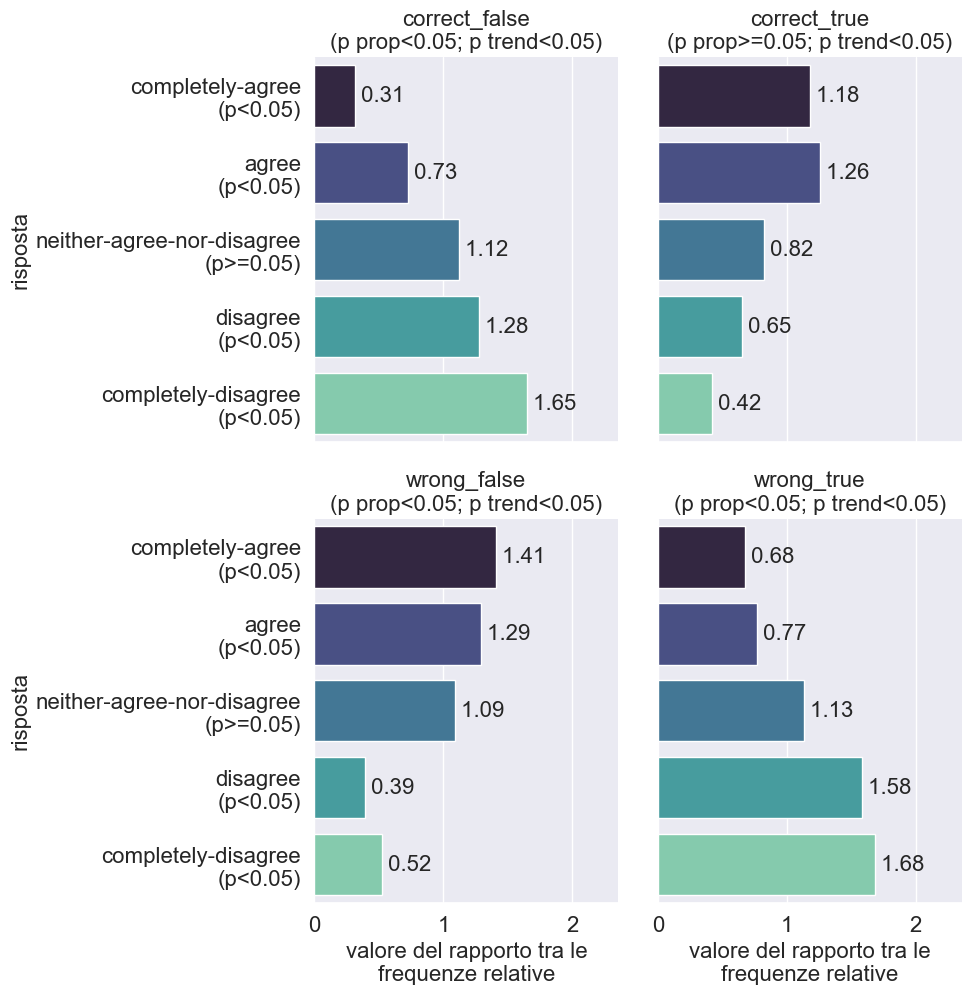 correct_false
(p prop<0.05; p trend<0.05)
correct_true
(p prop>=0.05; p trend<0.05)
risposta
completely-agree
(p<0.05)
agree
(p<0.05)
neither-agree-nor-disagree
(p>=0.05)
disagree
(p<0.05)
completely-disagree
(p<0.05)
0.31
0.73
1.12
1.28
1.65
1.18
1.26
0.82
0.65
0.42
wrong_false
(p prop<0.05; p trend<0.05)
wrong_true
(p prop<0.05; p trend<0.05)
risposta
completely-agree
(p<0.05)
agree
(p<0.05)
neither-agree-nor-disagree
(p>=0.05)
disagree
(p<0.05)
completely-disagree
(p<0.05)
1.41
1.29
1.09
0.39
0.52
0.68
0.77
1.13
1.58
1.68
0 1 2
valore del rapporto tra le
frequenze relative
0 1 2
valore del rapporto tra le
frequenze relative